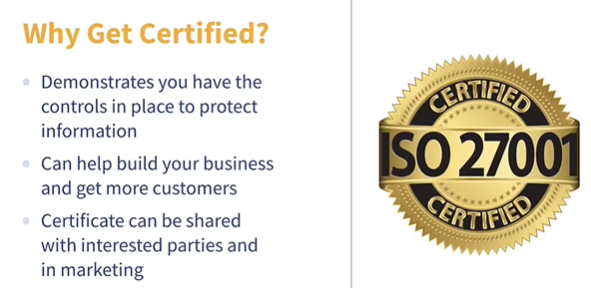 Why Get Certified?
Demonstrates you have the
controls in place to protect
information
Can help build your business
and get more customers
Certificate can be shared
with interested parties and
in marketing
CERTIFIED
ISO 27001
CERTIFIED